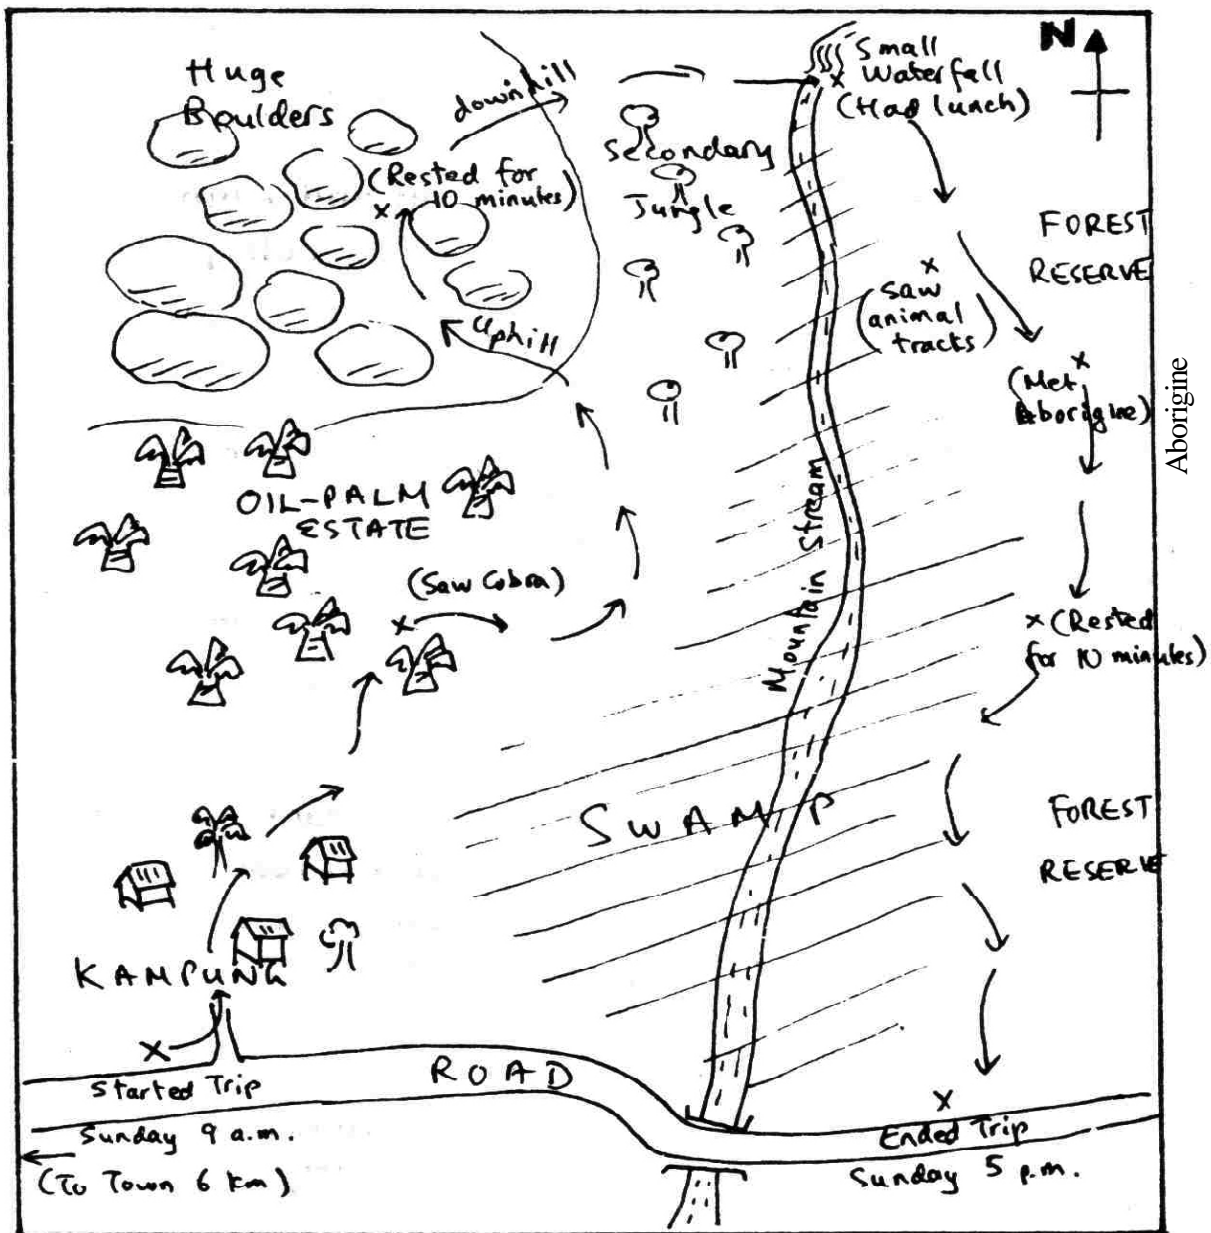 Huge
Boulders
downhill
Small
Waterfall
(Had lunch)
N
(Rested for
10 minutes)
Secondary
Jungle
FOREST
RESERVE
uphill
(Saw
animal
tracks)
(Met
Aborigine)
Aborigine
OIL-PALM
ESTATE
(Saw Cobra)
Mountain Stream
(Rested
for 10 minutes)
SWAMP
FOREST
RESERVE
KAMPUNG
ROAD
Started Trip
Sunday 9 a.m.
(To Town 6 km)
Ended Trip
Sunday 5 p.m.